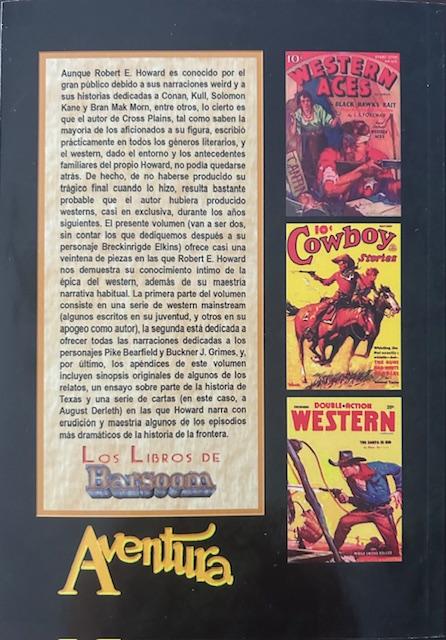 Aunque Robert E. Howard es conocido por el
gran público debido a sus narraciones weird y a
sus historias dedicadas a Conan, Kull, Solomon
Kane y Bran Mak Morn, entre otros, lo cierto es
que el autor de Cross Plains, tal como saben la
mayoría de los aficionados a su figura, escribió
prácticamente en todos los géneros literarios, y
el western, dado el entorno y los antecedentes
familiares del propio Howard, no podía quedarse
atrás. De hecho, de no haberse producido su
trágico final cuando lo hizo, resulta bastante
probable que el autor hubiera producido
westerns, casi en exclusiva, durante los años
siguientes. El presente volumen (van a ser dos,
sin contar los que dediquemos después a su
personaje Breckinrigde Elkins) ofrece casi una
veintena de piezas en las que Robert E. Howard
nos demuestra su conocimiento íntimo de la
épica del western, además de su maestría
narrativa habitual. La primera parte del volumen
consiste en una serie de western mainstream
(algunos escritos en su juventud, y otros en su
apogeo como autor), la segunda está dedicada a
ofrecer todas las narraciones dedicadas a los
personajes Pike Bearfield y Buckner J. Grimes, y,
por último, los apéndices de este volumen
incluyen sinopsis originales de algunos de los
relatos, un ensayo sobre parte de la historia de
Texas y una serie de cartas (en este caso, a
August Derleth) en las que Howard narra con
erudición y maestria algunos de los episodios
más dramáticos de la historia de la frontera.
LOS LIBROS DE
Barsoom
Aventura
10¢
WESTERN
ACES
BLACK HAWK'S BAIT
10¢
Cowboy
Stories
DOUBLE-ACTION
WESTERN